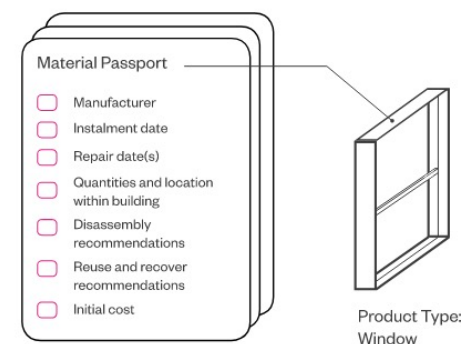 Material Passport
Manufacturer
Instalment date
Repair date(s)
Quantities and location
within building
Disassembly
recommendations
Reuse and recover
recommendations
Initial cost
Product Type:
Window